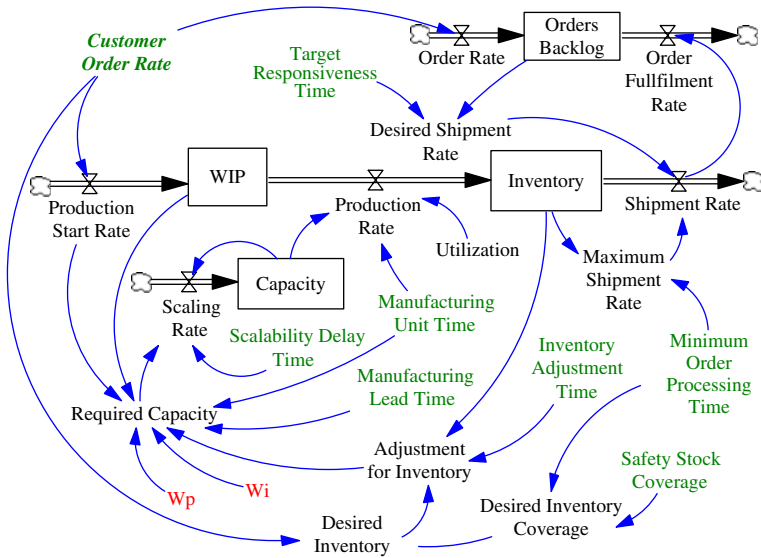 Customer
Order Rate
Order Rate
Orders
Backlog
Order
Fullfilment
Rate
Target
Responsiveness
Time
Desired Shipment
Rate
WIP
Inventory
Production
Start Rate
Production
Rate
Shipment Rate
Utilization
Maximum
Shipment
Rate
Capacity
Scaling
Rate
Manufacturing
Unit Time
Scalability Delay
Time
Inventory
Adjustment
Time
Minimum
Order
Processing
Time
Manufacturing
Lead Time
Required Capacity
Adjustment
for Inventory
Safety Stock
Coverage
Wp
Wi
Desired Inventory
Coverage
Desired
Inventory